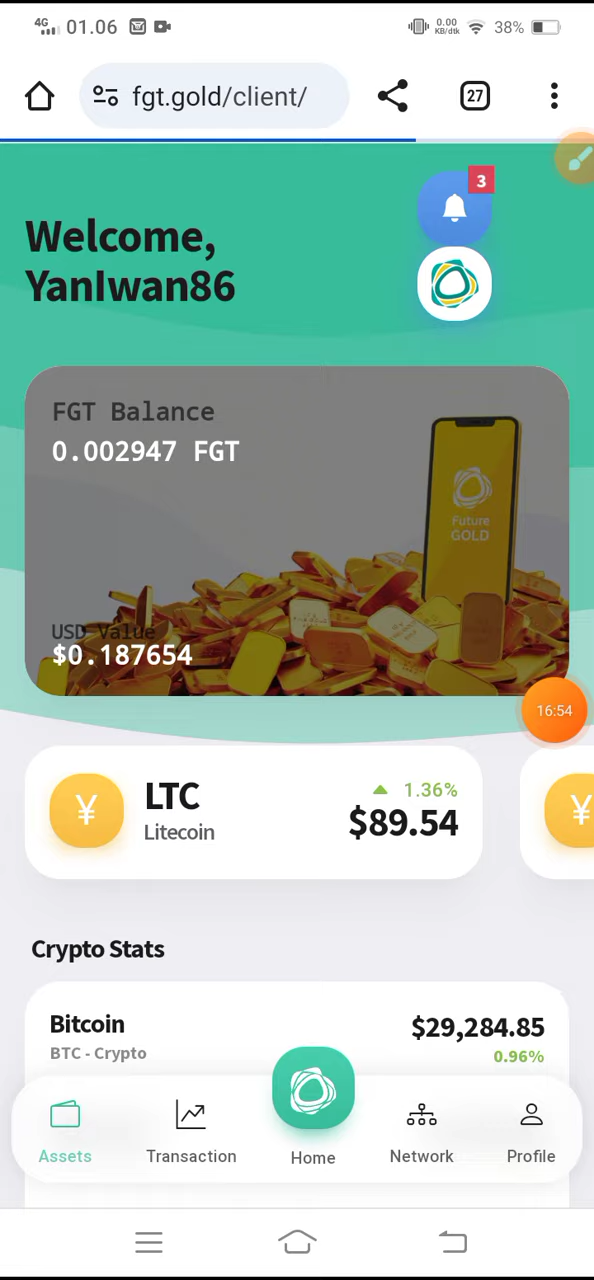 4G 01.06 0.00 KB/dtk 38%
fgt.gold/client/ 27
3
Welcome,
YanIwan86
FGT Balance
0.002947 FGT
Future
GOLD
USD Value
$0.187654
16:54
¥ LTC 1.36% ¥
Litecoin $89.54
Crypto Stats
Bitcoin $29,284.85
BTC - Crypto 0.96%
Assets Transaction Home Network Profile